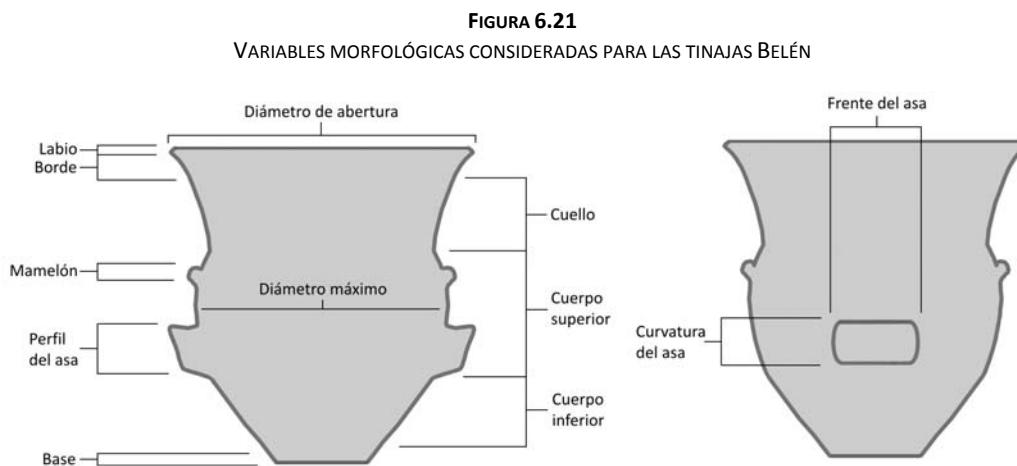 FIGURA 6.21
VARIABLES MORFOLÓGICAS CONSIDERADAS PARA LAS TINAJAS BELÉN
Diámetro de abertura
Labio
Borde
Cuello
Mamelón
Diámetro máximo
Cuerpo
superior
Perfil
del asa
Cuerpo
inferior
Base
Frente del asa
Curvatura
del asa